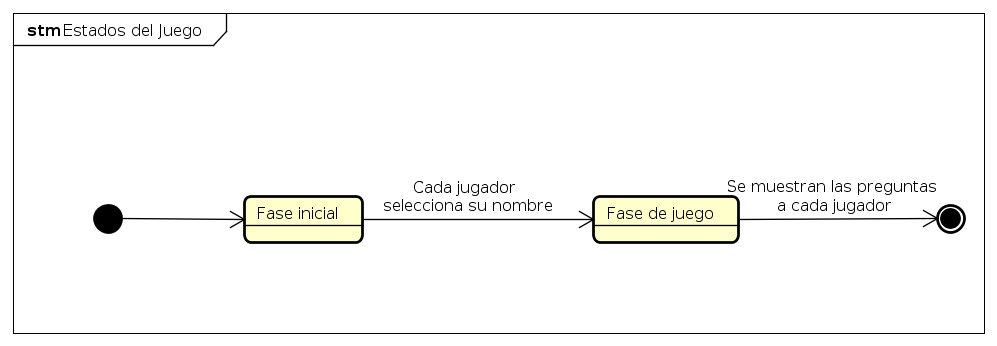 stm Estados del Juego
Cada jugador
selecciona su nombre
Se muestran las preguntas
a cada jugador
Fase inicial
Fase de juego